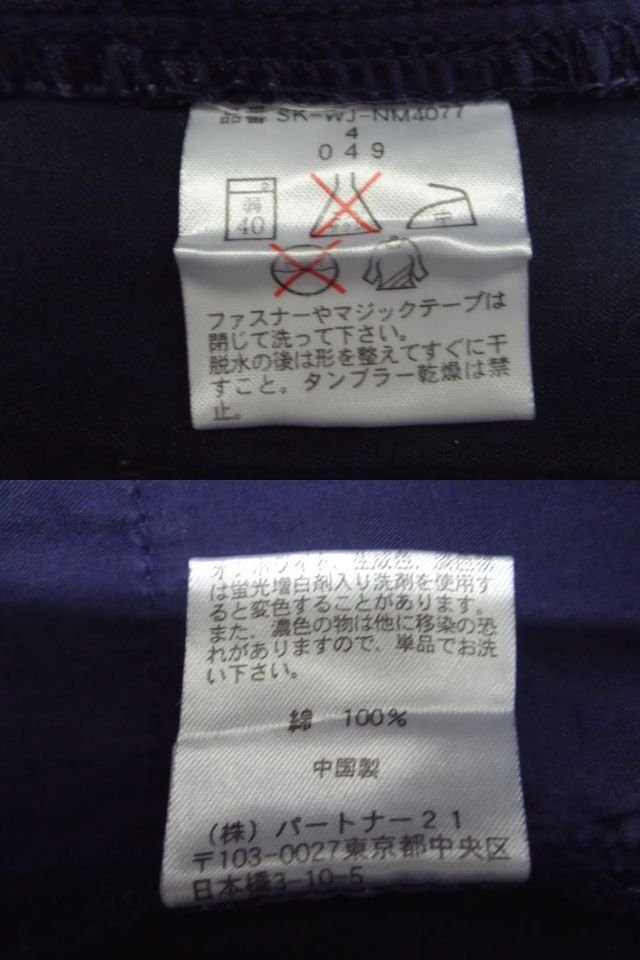 品番 SK-WJ-NM4077
4
049
弱
40
中
ファスナーやマジックテープは
閉じて洗って下さい。
脱水の後は形を整えてすぐに干
すこと。タンブラー乾燥は禁
止。
は蛍光増白剤入り洗剤を使用す
ると変色することがあります。
また、濃色の物は他に移染の恐
れがありますので、単品でお洗
い下さい。
綿 100%
中国製
(株)パートナー21
〒103-0027東京都中央区
日本橋3-10-5